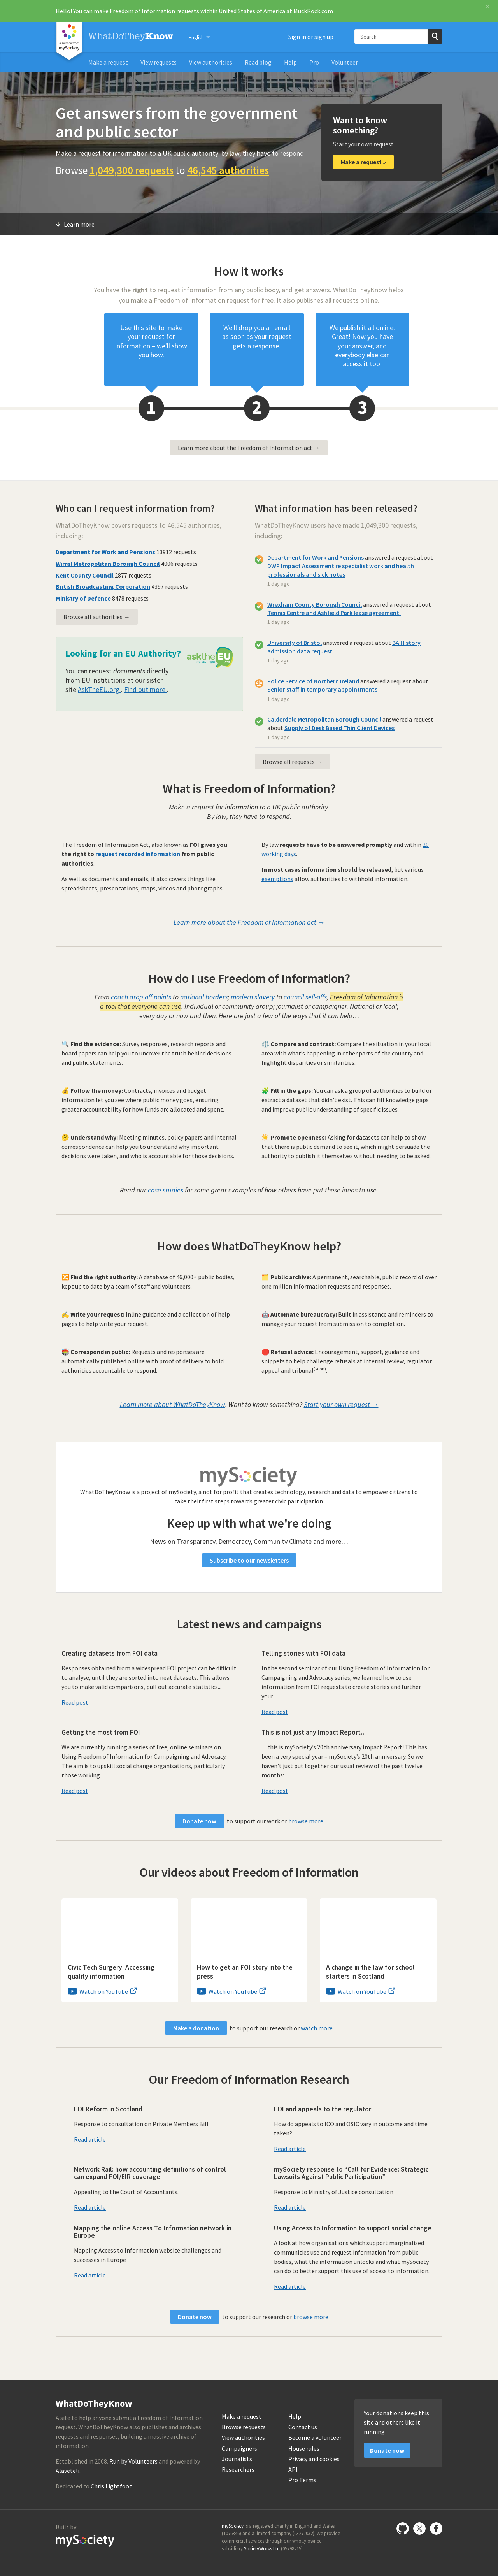 Hello! You can make Freedom of Information requests within United States of America at MuckRock.com
×
A service from
mySociety
WhatDoTheyKnow
English
Sign in or sign up
Search
Make a request
View requests
View authorities
Read blog
Help
Pro
Volunteer
Get answers from the government
and public sector
Make a request for information to a UK public authority: by law, they have to respond
Browse 1,049,300 requests to 46,545 authorities
Want to know
something?
Start your own request
Make a request »
Learn more
How it works
You have the right to request information from any public body, and get answers. WhatDoTheyKnow helps
you make a Freedom of Information request for free. It also publishes all requests online.
Use this site to make
your request for
information – we'll show
you how.
We'll drop you an email
as soon as your request
gets a response.
We publish it all online.
Great! Now you have
your answer, and
everybody else can
access it too.
1
2
3
Learn more about the Freedom of Information act →
Who can I request information from?
WhatDoTheyKnow covers requests to 46,545 authorities,
including:
Department for Work and Pensions 13912 requests
Wirral Metropolitan Borough Council 4006 requests
Kent County Council 2877 requests
British Broadcasting Corporation 4397 requests
Ministry of Defence 8478 requests
Browse all authorities →
Looking for an EU Authority?
asktheEU
You can request documents directly
from EU Institutions at our sister
site AskTheEU.org . Find out more .
What information has been released?
WhatDoTheyKnow users have made 1,049,300 requests,
including:
Department for Work and Pensions answered a request about
DWP Impact Assessment re specialist work and health
professionals and sick notes
1 day ago
Wrexham County Borough Council answered a request about
Tennis Centre and Ashfield Park lease agreement.
1 day ago
University of Bristol answered a request about BA History
admission data request
1 day ago
Police Service of Northern Ireland answered a request about
Senior staff in temporary appointments
1 day ago
Calderdale Metropolitan Borough Council answered a request
about Supply of Desk Based Thin Client Devices
1 day ago
Browse all requests →
What is Freedom of Information?
Make a request for information to a UK public authority.
By law, they have to respond.
The Freedom of Information Act, also known as FOI gives you
the right to request recorded information from public
authorities.
As well as documents and emails, it also covers things like
spreadsheets, presentations, maps, videos and photographs.
By law requests have to be answered promptly and within 20
working days.
In most cases information should be released, but various
exemptions allow authorities to withhold information.
Learn more about the Freedom of Information act →
How do I use Freedom of Information?
From coach drop off points to national borders; modern slavery to council sell-offs, Freedom of Information is
a tool that everyone can use. Individual or community group; journalist or campaigner. National or local;
every day or now and then. Here are just a few of the ways that it can help…
🔍 Find the evidence: Survey responses, research reports and
board papers can help you to uncover the truth behind decisions
and public statements.
⚖️ Compare and contrast: Compare the situation in your local
area with what’s happening in other parts of the country and
highlight disparities or similarities.
💰 Follow the money: Contracts, invoices and budget
information let you see where public money goes, ensuring
greater accountability for how funds are allocated and spent.
🧩 Fill in the gaps: You can ask a group of authorities to build or
extract a dataset that didn't exist. This can fill knowledge gaps
and improve public understanding of specific issues.
🤔 Understand why: Meeting minutes, policy papers and internal
correspondence can help you to understand why important
decisions were taken, and who is accountable for those decisions.
☀️ Promote openness: Asking for datasets can help to show
that there is public demand to see it, which might persuade the
authority to publish it themselves without needing to be asked.
Read our case studies for some great examples of how others have put these ideas to use.
How does WhatDoTheyKnow help?
🔀 Find the right authority: A database of 46,000+ public bodies,
kept up to date by a team of staff and volunteers.
🗂️ Public archive: A permanent, searchable, public record of over
one million information requests and responses.
✍️ Write your request: Inline guidance and a collection of help
pages to help write your request.
🤖 Automate bureaucracy: Built in assistance and reminders to
manage your request from submission to completion.
Correspond in public: Requests and responses are
automatically published online with proof of delivery to hold
authorities accountable to respond.
🛑 Refusal advice: Encouragement, support, guidance and
snippets to help challenge refusals at internal review, regulator
appeal and tribunal(soon).
Learn more about WhatDoTheyKnow. Want to know something? Start your own request →
mySociety
WhatDoTheyKnow is a project of mySociety, a not for profit that creates technology, research and data to empower citizens to
take their first steps towards greater civic participation.
Keep up with what we're doing
News on Transparency, Democracy, Community Climate and more…
Subscribe to our newsletters
Latest news and campaigns
Creating datasets from FOI data
Responses obtained from a widespread FOI project can be difficult
to analyse, until they are sorted into datasets. This allows
you to make valid comparisons, pull out accurate statistics...
Read post
Telling stories with FOI data
In the second seminar of our Using Freedom of Information for
Campaigning and Advocacy series, we learned how to use
information from FOI requests to create stories and further
your...
Read post
Getting the most from FOI
We are currently running a series of free, online seminars on
Using Freedom of Information for Campaigning and Advocacy.
The aim is to upskill social change organisations, particularly
those working...
Read post
This is not just any Impact Report…
…this is mySociety’s 20th anniversary Impact Report! This has
been a very special year – mySociety’s 20th anniversary. So we
haven’t just put together our usual review of the past twelve
months:...
Read post
Donate now to support our work or browse more
Our videos about Freedom of Information
Civic Tech Surgery: Accessing
quality information
Watch on YouTube
How to get an FOI story into the
press
Watch on YouTube
A change in the law for school
starters in Scotland
Watch on YouTube
Make a donation to support our research or watch more
Our Freedom of Information Research
FOI Reform in Scotland
Response to consultation on Private Members Bill
Read article
FOI and appeals to the regulator
How do appeals to ICO and OSIC vary in outcome and time
taken?
Read article
Network Rail: how accounting definitions of control
can expand FOI/EIR coverage
Appealing to the Court of Accountants.
Read article
mySociety response to “Call for Evidence: Strategic
Lawsuits Against Public Participation”
Response to Ministry of Justice consultation
Read article
Mapping the online Access To Information network in
Europe
Mapping Access to Information website challenges and
successes in Europe
Read article
Using Access to Information to support social change
A look at how organisations which support marginalised
communities use and request information from public
bodies, what the information unlocks and what mySociety
can do to better support this use of access to information.
Read article
Donate now to support our research or browse more
WhatDoTheyKnow
A site to help anyone submit a Freedom of Information
request. WhatDoTheyKnow also publishes and archives
requests and responses, building a massive archive of
information.
Established in 2008. Run by Volunteers and powered by
Alaveteli.
Dedicated to Chris Lightfoot.
Make a request
Browse requests
View authorities
Campaigners
Journalists
Researchers
Help
Contact us
Become a volunteer
House rules
Privacy and cookies
API
Pro Terms
Your donations keep this
site and others like it
running
Donate now
Built by
mySociety
mySociety is a registered charity in England and Wales
(1076346) and a limited company (03277032). We provide
commercial services through our wholly owned
subsidiary SocietyWorks Ltd (05798215).